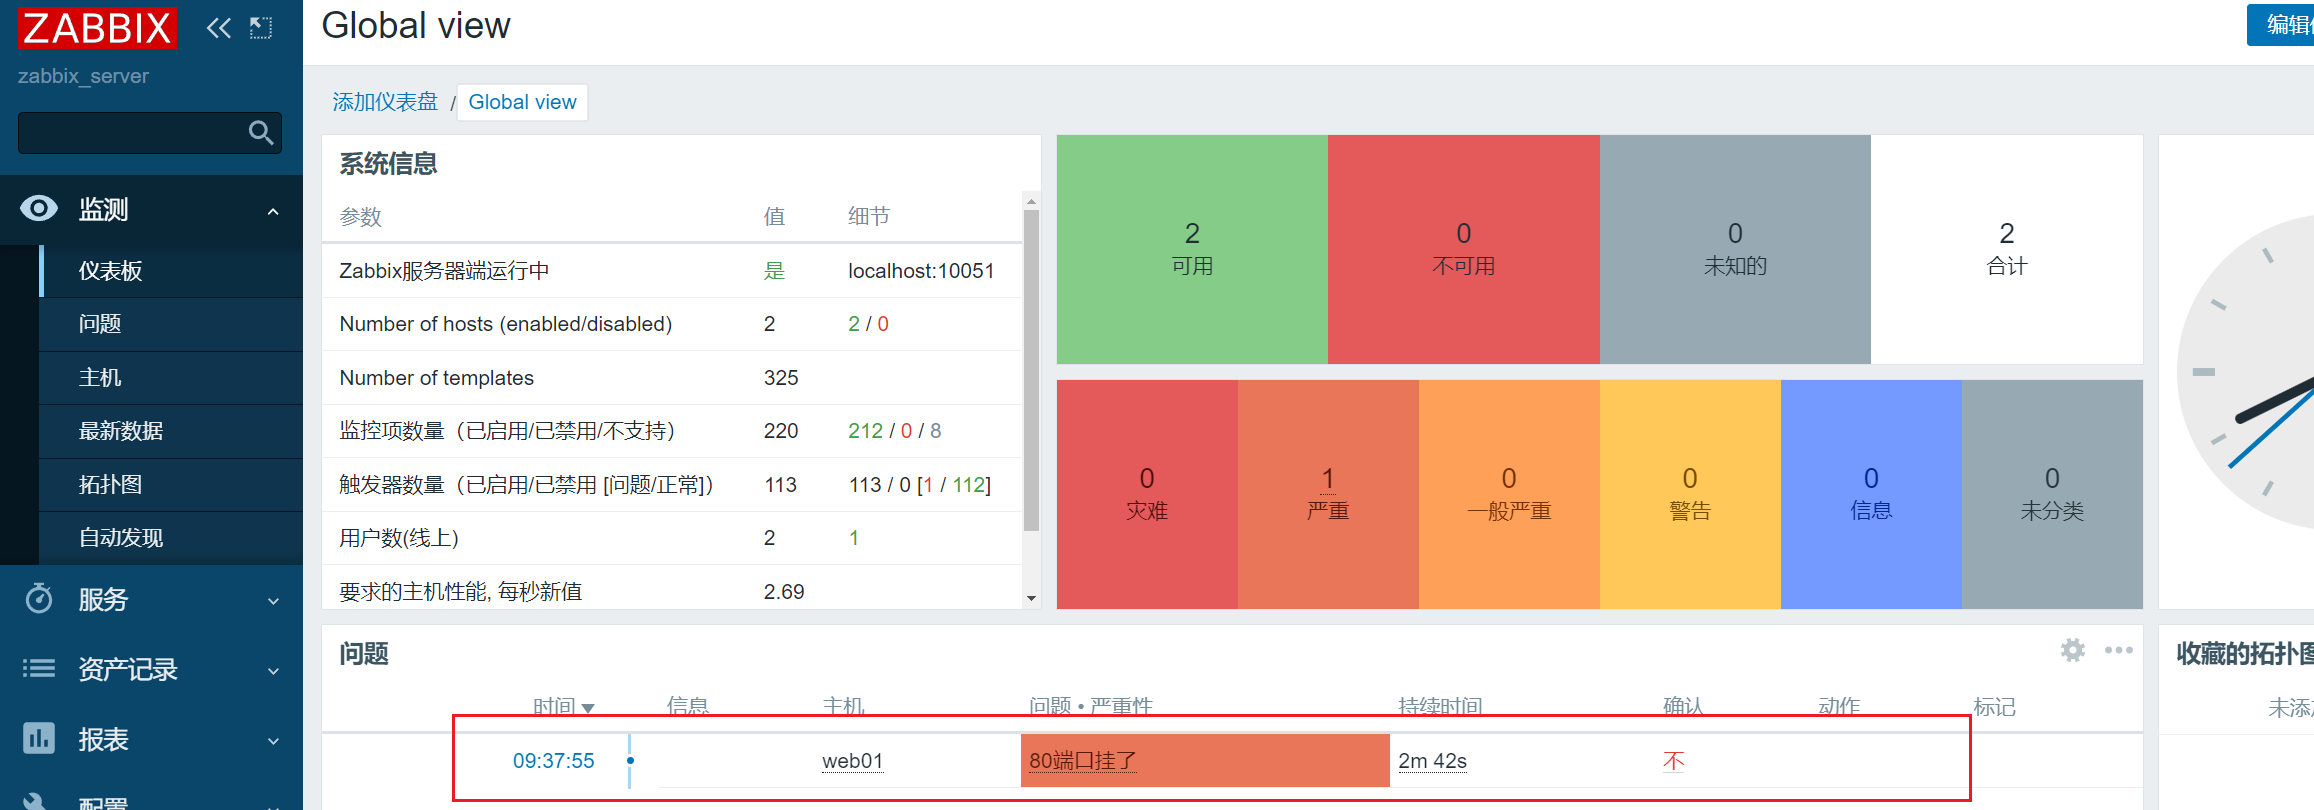 ZABBIX
zabbix_server
监测
仪表板
问题
主机
最新数据
拓扑图
自动发现
服务
资产记录
报表
配置
Global view
编辑
添加仪表盘 / Global view
系统信息
参数 值 细节
Zabbix服务器端运行中 是 localhost:10051
Number of hosts (enabled/disabled) 2 2 / 0
Number of templates 325
监控项数量（已启用/已禁用/不支持） 220 212 / 0 / 8
触发器数量（已启用/已禁用 [问题/正常]） 113 113 / 0 [1 / 112]
用户数(线上) 2 1
要求的主机性能, 每秒新值 2.69
2 0 0 2
可用 不可用 未知的 合计
0 1 0 0 0 0
灾难 严重 一般严重 警告 信息 未分类
问题
时间 信息 主机 问题 • 严重性 持续时间 确认 动作 标记
09:37:55 web01 80端口挂了 2m 42s 不
收藏的拓扑图
未添加